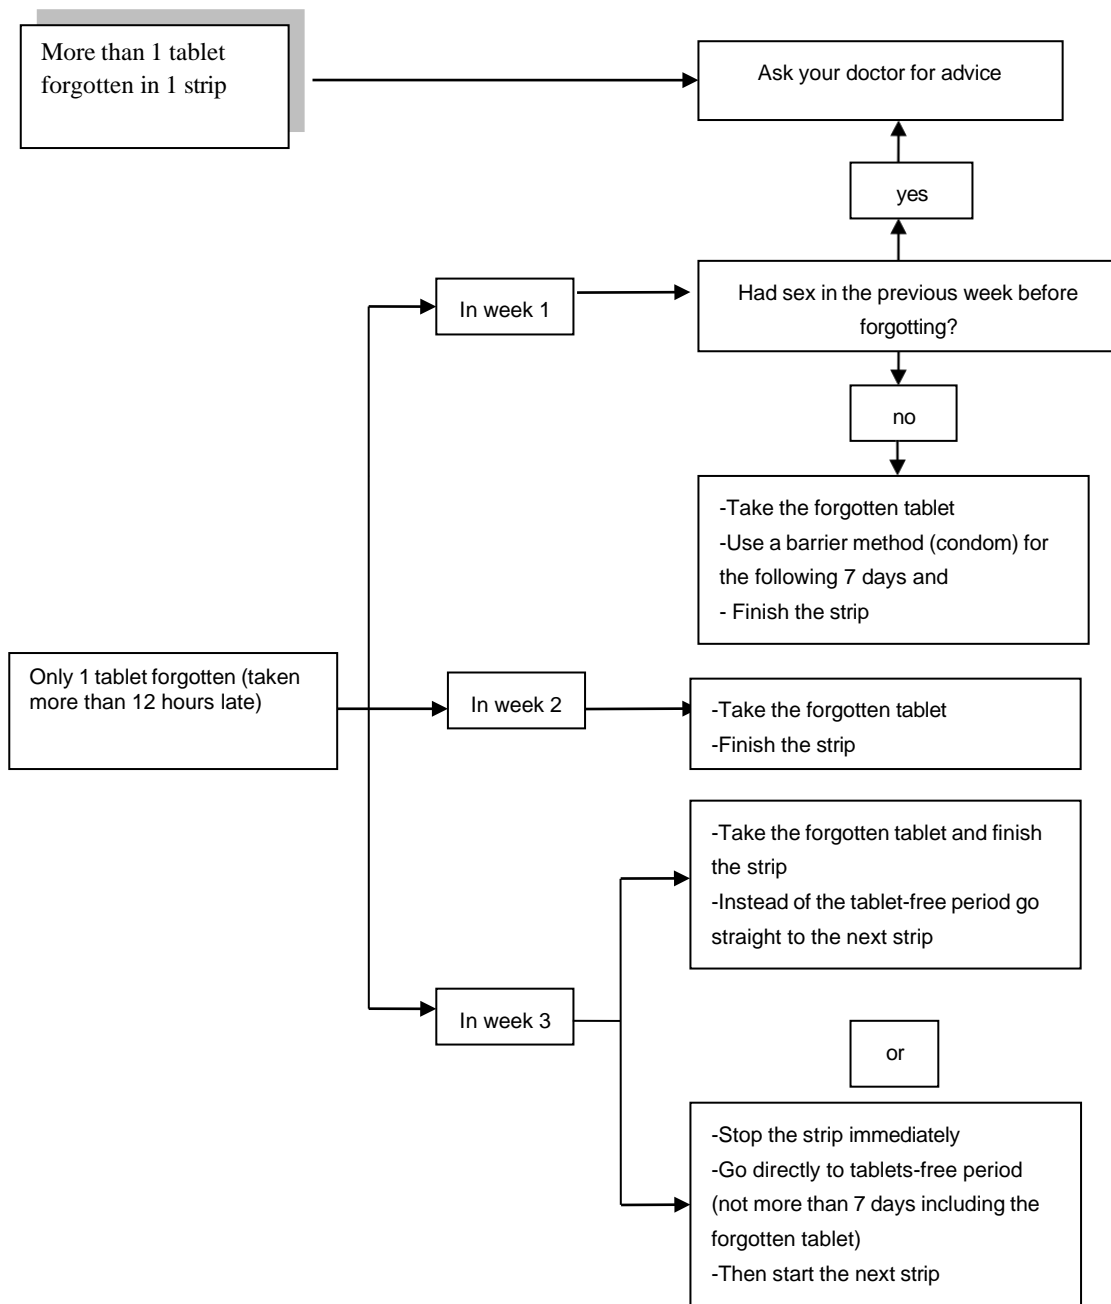 More than 1 tablet
forgotten in 1 strip
Ask your doctor for advice
yes
In week 1
Had sex in the previous week before
forgotting?
no
-Take the forgotten tablet
-Use a barrier method (condom) for
the following 7 days and
- Finish the strip
Only 1 tablet forgotten (taken
more than 12 hours late)
In week 2
-Take the forgotten tablet
-Finish the strip
-Take the forgotten tablet and finish
the strip
-Instead of the tablet-free period go
straight to the next strip
In week 3
or
-Stop the strip immediately
-Go directly to tablets-free period
(not more than 7 days including the
forgotten tablet)
-Then start the next strip